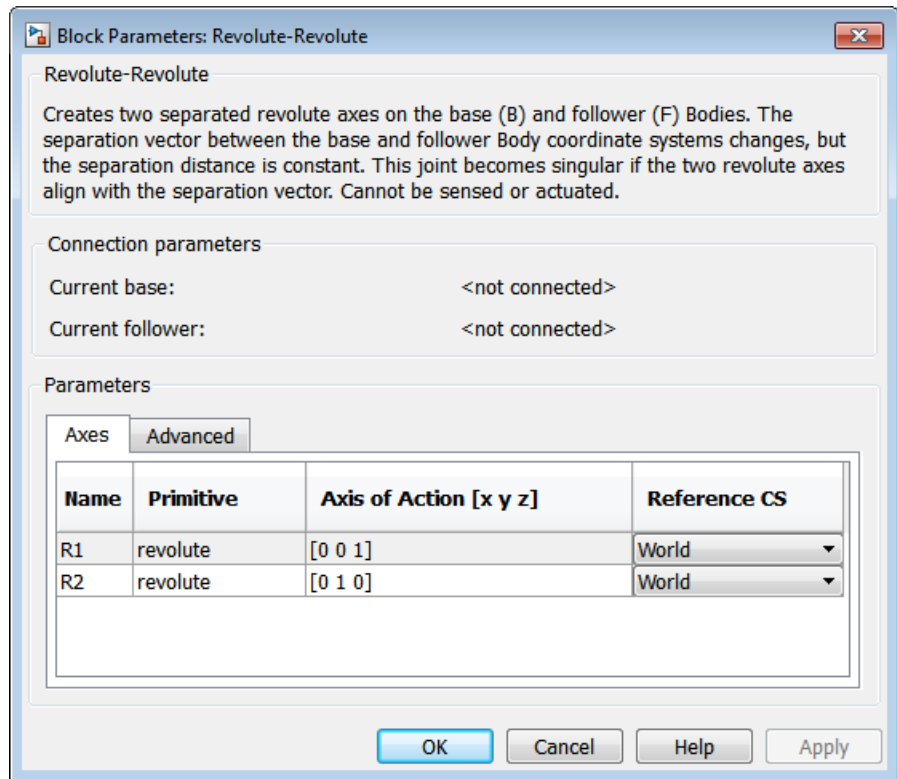 Block Parameters: Revolute-Revolute
Revolute-Revolute
Creates two separated revolute axes on the base (B) and follower (F) Bodies. The
separation vector between the base and follower Body coordinate systems changes, but
the separation distance is constant. This joint becomes singular if the two revolute axes
align with the separation vector. Cannot be sensed or actuated.
Connection parameters
Current base: <not connected>
Current follower: <not connected>
Parameters
Axes Advanced
Name Primitive Axis of Action [x y z] Reference CS
R1 revolute [0 0 1] World
R2 revolute [0 1 0] World
OK Cancel Help Apply